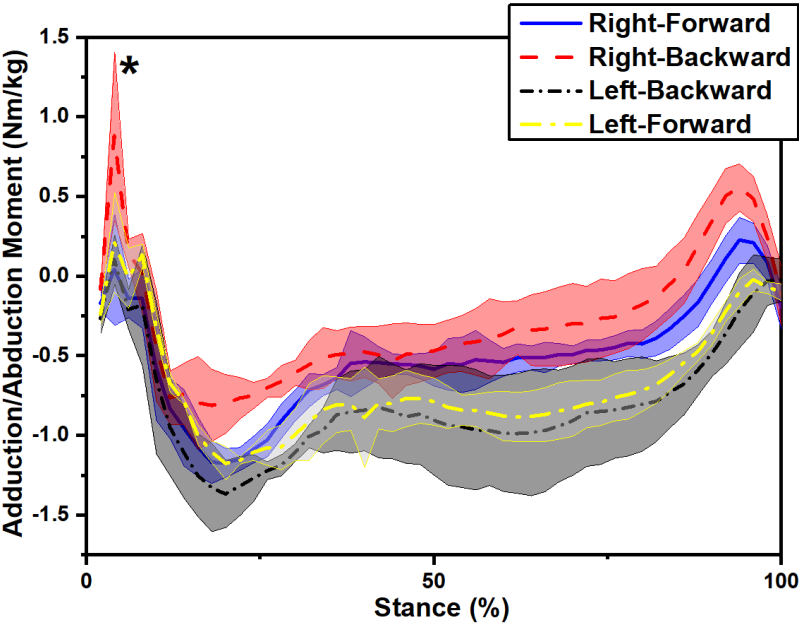 Right-Forward
Right-Backward
Left-Backward
Left-Forward
*
1.5
1.0
0.5
0.0
-0.5
-1.0
-1.5
Adduction/Abduction Moment (Nm/kg)
0
50
100
Stance (%)